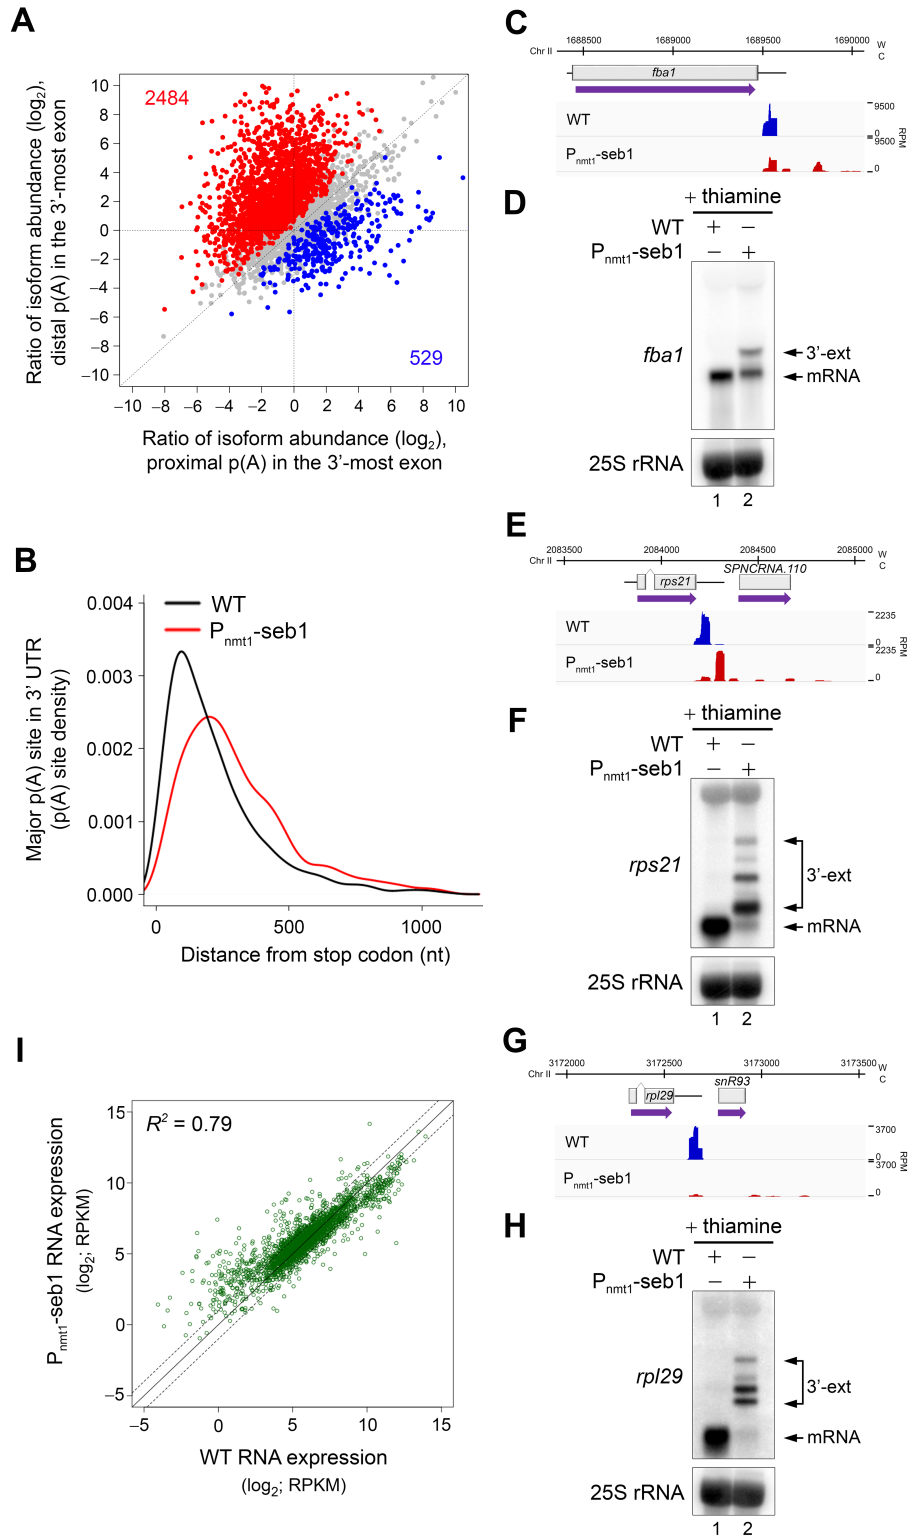 A
2484
529
10
8
6
4
2
0
−2
−4
−6
−8
−10
−10 −8 −6 −4 −2 0 2 4 6 8 10
Ratio of isoform abundance (log2),
distal p(A) in the 3'-most exon
Ratio of isoform abundance (log2),
proximal p(A) in the 3'-most exon
B
WT
Pnmt1-seb1
0.004
0.003
0.002
0.001
0.000
0 500 1000
Major p(A) site in 3' UTR
(p(A) site density)
Distance from stop codon (nt)
I
R2 = 0.79
15
10
5
0
−5
−5 0 5 10 15
Pnmt1-seb1 RNA expression
(log2; RPKM)
WT RNA expression
(log2; RPKM)
C
1688500 1689000 1689500 1690000
Chr II
W
C
fba1
WT
9500
0
Pnmt1-seb1
9500
0
RPM
D
+ thiamine
WT + −
Pnmt1-seb1 − +
fba1
3'-ext
mRNA
25S rRNA
1 2
E
2083500 2084000 2084500 2085000
Chr II
W
C
SPNCRNA.110
rps21
WT
2235
0
Pnmt1-seb1
2235
0
RPM
F
+ thiamine
WT + −
Pnmt1-seb1 − +
rps21
3'-ext
mRNA
25S rRNA
1 2
G
3172000 3172500 3173000 3173500
Chr II
W
C
snR93
rpl29
WT
3700
0
Pnmt1-seb1
3700
0
RPM
H
+ thiamine
WT + −
Pnmt1-seb1 − +
rpl29
3'-ext
mRNA
25S rRNA
1 2